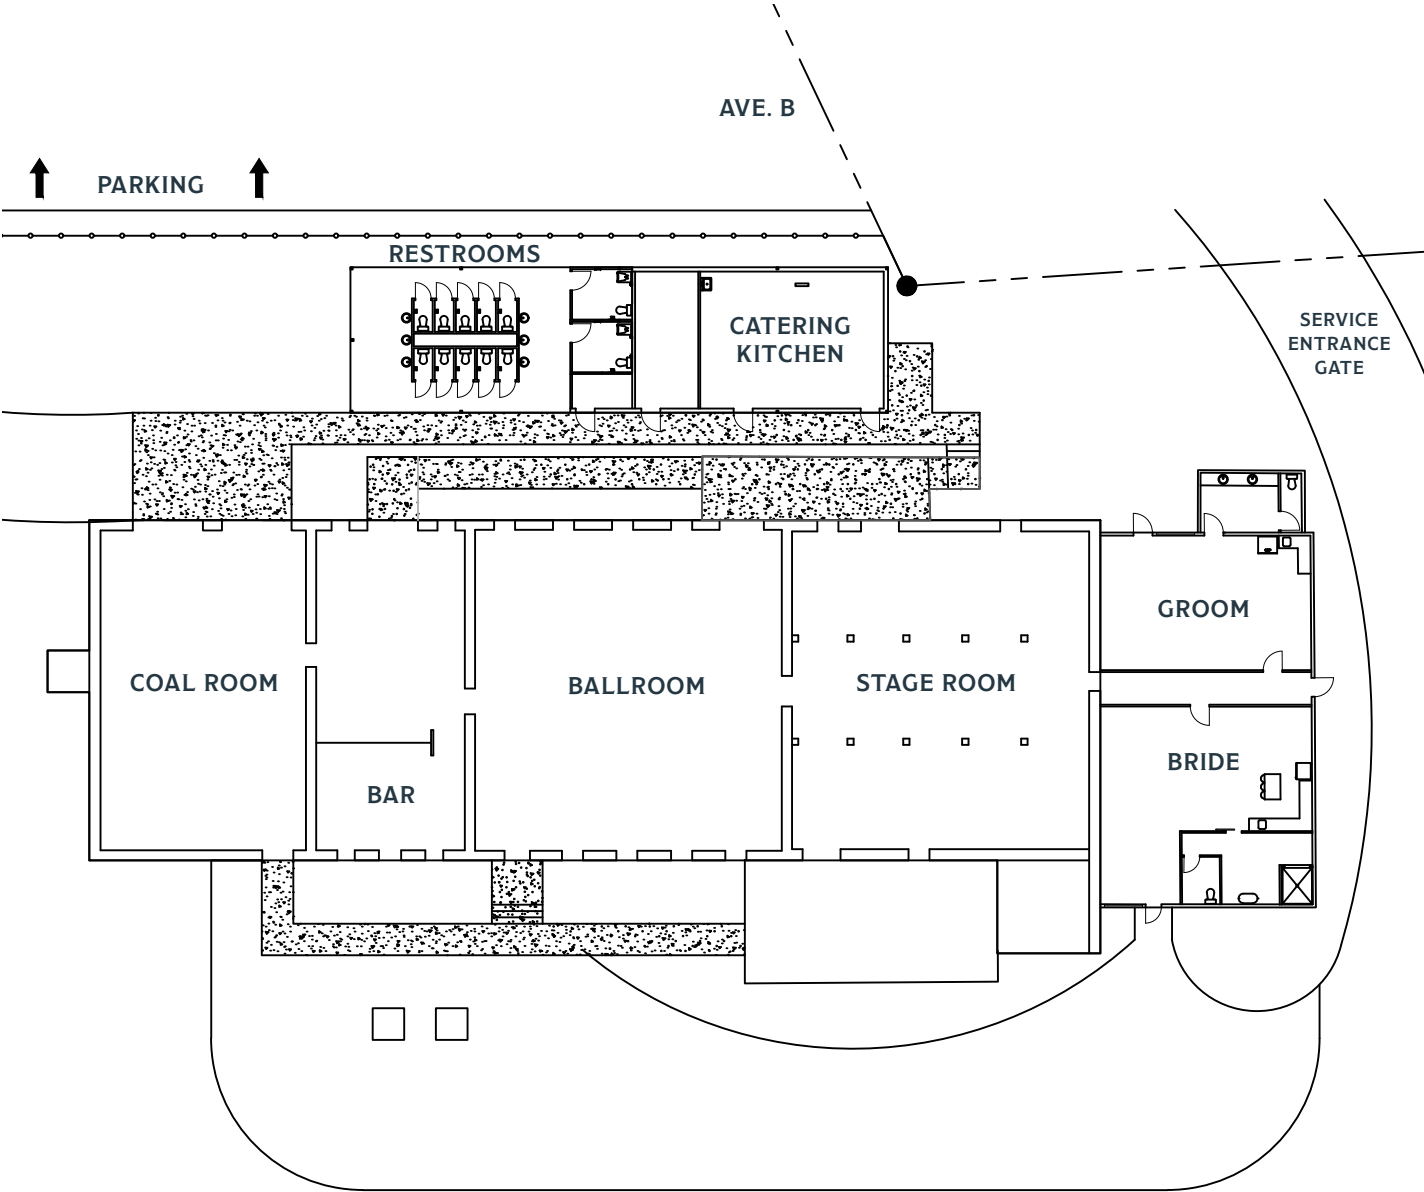 AVE. B
PARKING
RESTROOMS
CATERING
KITCHEN
SERVICE
ENTRANCE
GATE
GROOM
COAL ROOM
BALLROOM
STAGE ROOM
BRIDE
BAR